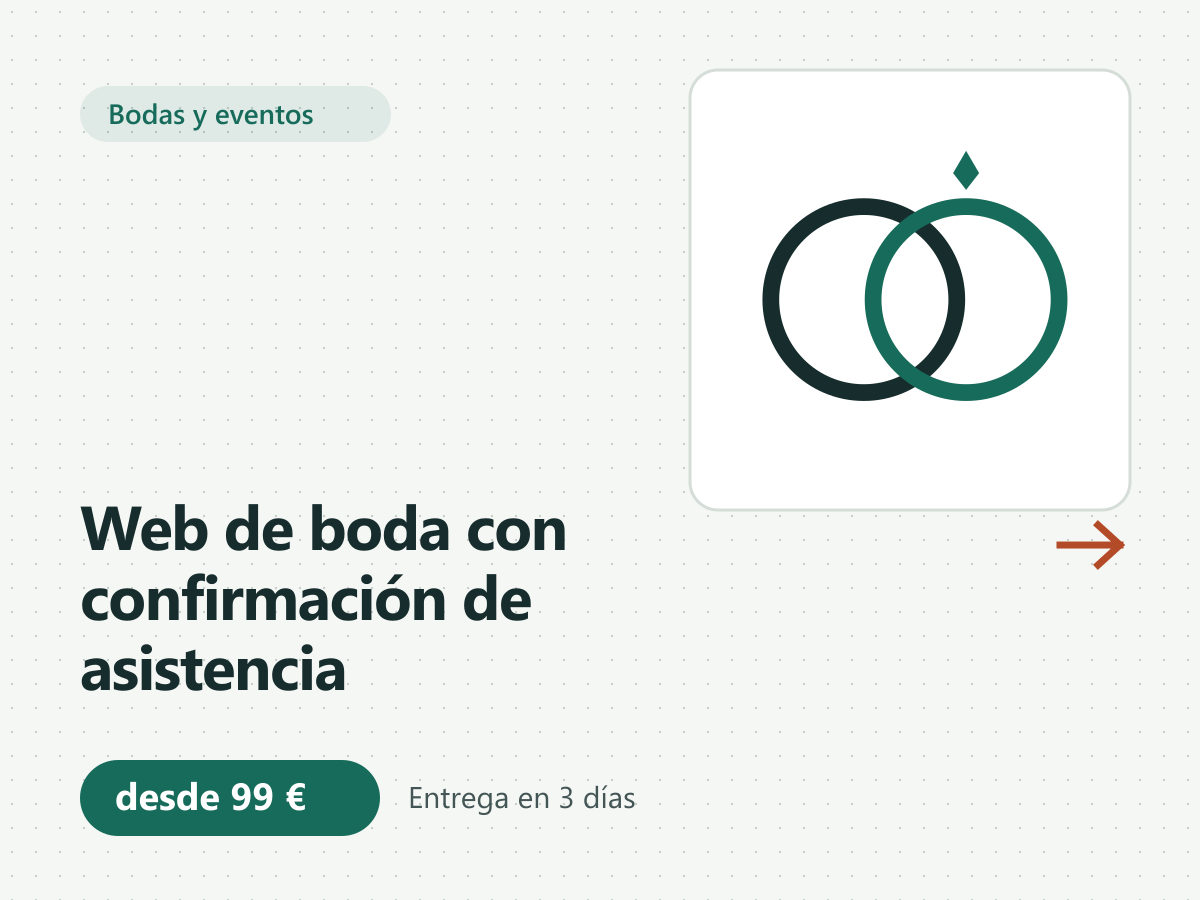 Bodas y eventos
Web de boda con
confirmación de
asistencia
desde 99 €
Entrega en 3 días